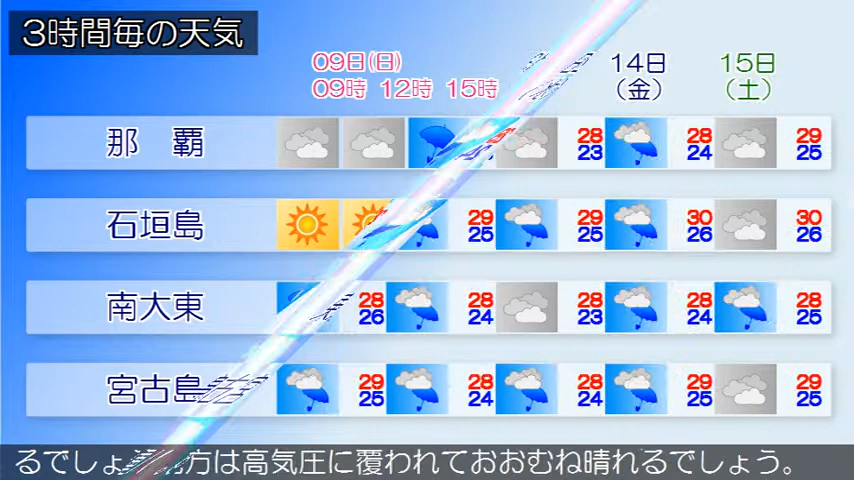 3時間毎の天気
09日(日)
09時 12時 15時
14日 15日
(金) (土)
那 覇 28 23 28 24 29 25
石垣島 29 25 29 25 30 26 30 26
南大東 28 26 28 24 28 23 28 24 28 25
宮古島 29 25 28 24 28 24 29 25 29 25
るでしょ 方は高気圧に覆われておおむね晴れるでしょう。